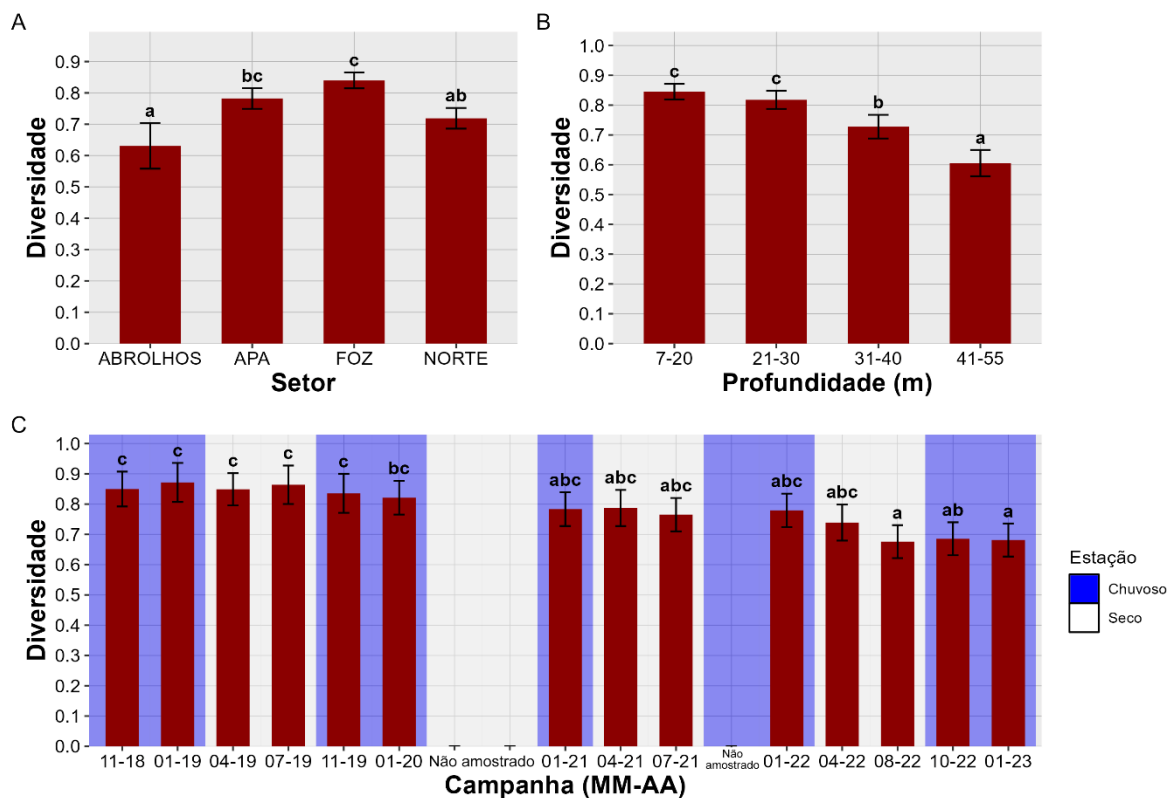 A
Diversidade
0.9
0.8
0.7
0.6
0.5
0.4
0.3
0.2
0.1
0.0
a
bc
c
ab
ABROLHOS APA FOZ NORTE
Setor
B
Diversidade
1.0
0.9
0.8
0.7
0.6
0.5
0.4
0.3
0.2
0.1
0.0
c
c
b
a
7-20 21-30 31-40 41-55
Profundidade (m)
C
Diversidade
1.0
0.9
0.8
0.7
0.6
0.5
0.4
0.3
0.2
0.1
0.0
c c c c c bc abc abc abc abc abc a ab a
11-18 01-19 04-19 07-19 11-19 01-20 Não amostrado 01-21 04-21 07-21 Não amostrado 01-22 04-22 08-22 10-22 01-23
Campanha (MM-AA)
Estação
Chuvoso
Seco